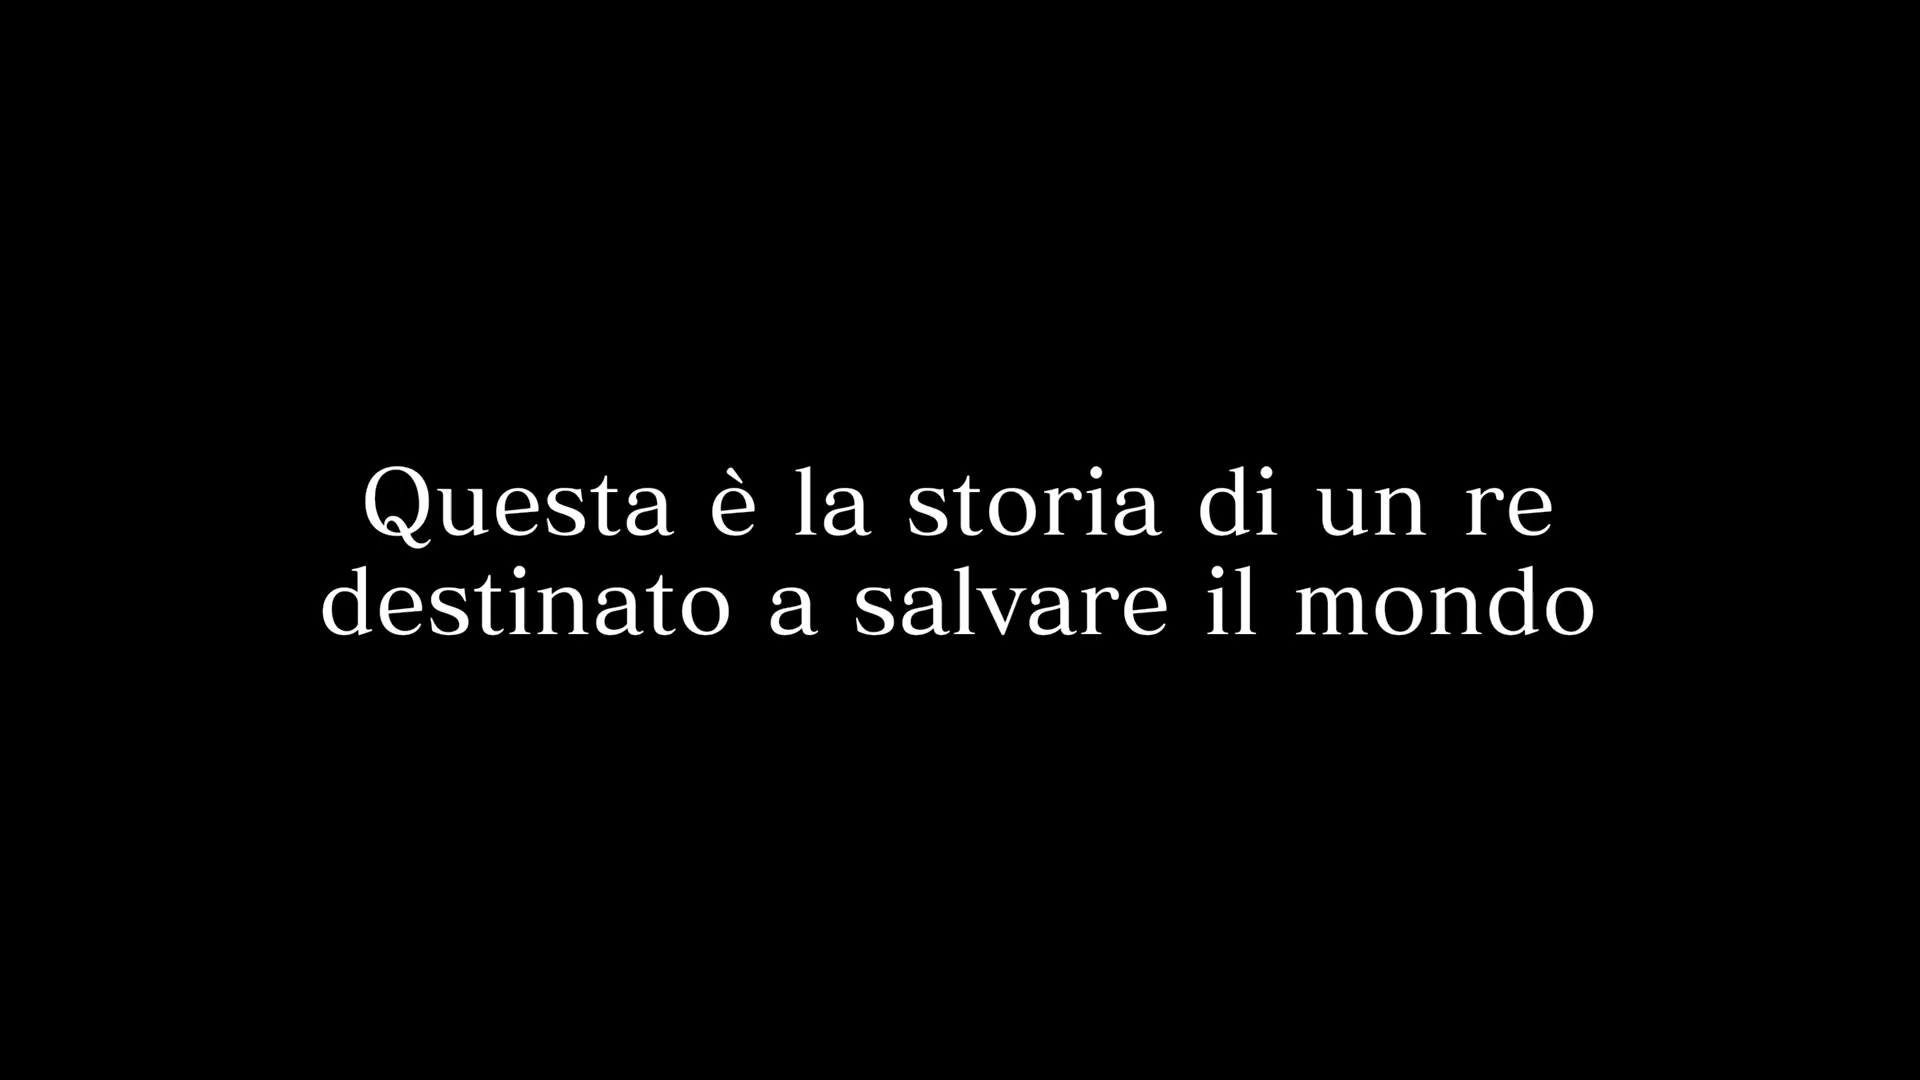 Questa è la storia di un re
destinato a salvare il mondo